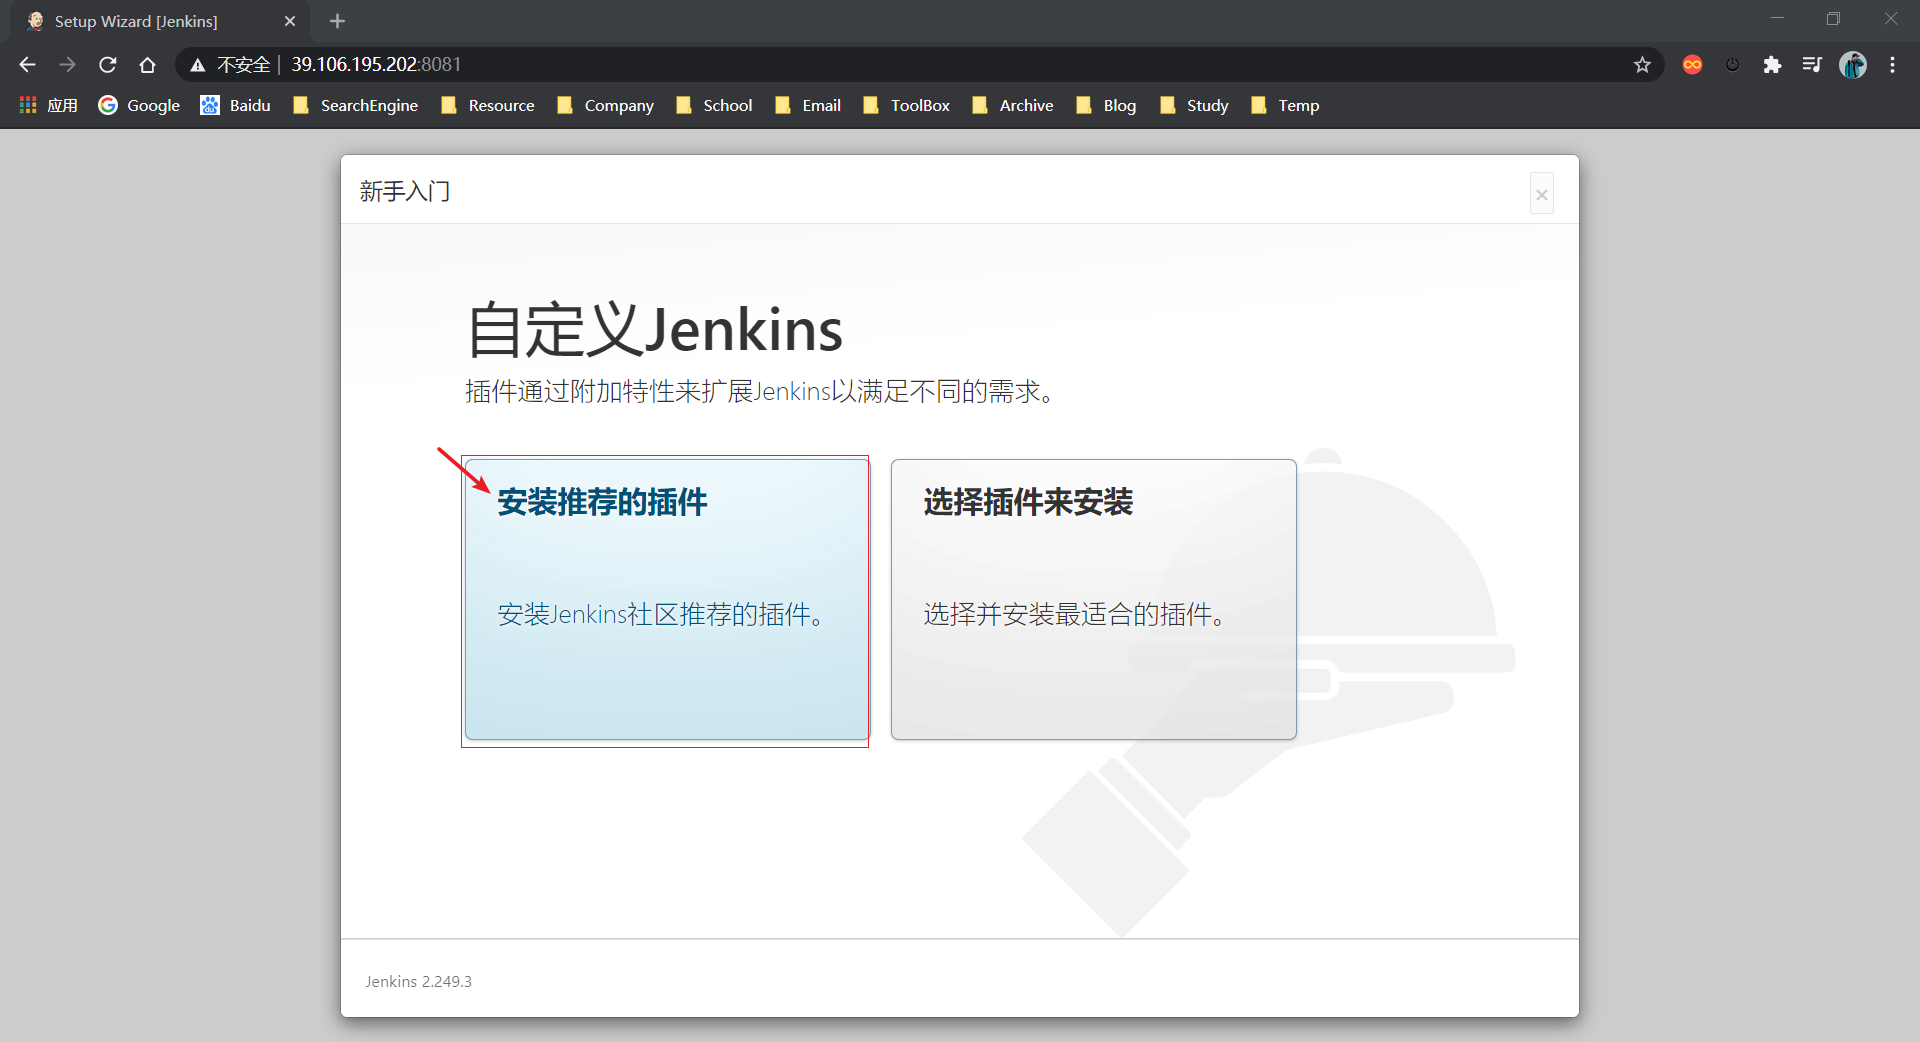 Setup Wizard [Jenkins]
不安全 | 39.106.195.202:8081
应用 Google Baidu SearchEngine Resource Company School Email ToolBox Archive Blog Study Temp
新手入门
自定义Jenkins
插件通过附加特性来扩展Jenkins以满足不同的需求。
安装推荐的插件
安装Jenkins社区推荐的插件。
选择插件来安装
选择并安装最适合的插件。
Jenkins 2.249.3